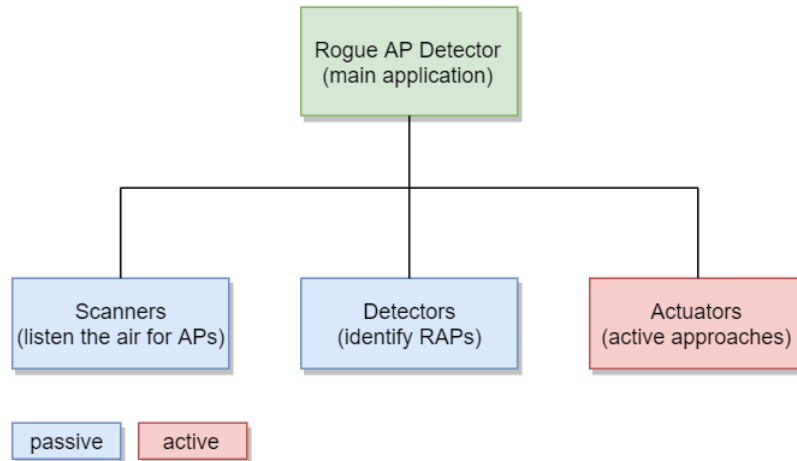 Rogue AP Detector
(main application)
Scanners
(listen the air for APs)
Detectors
(identify RAPs)
Actuators
(active approaches)
passive
active